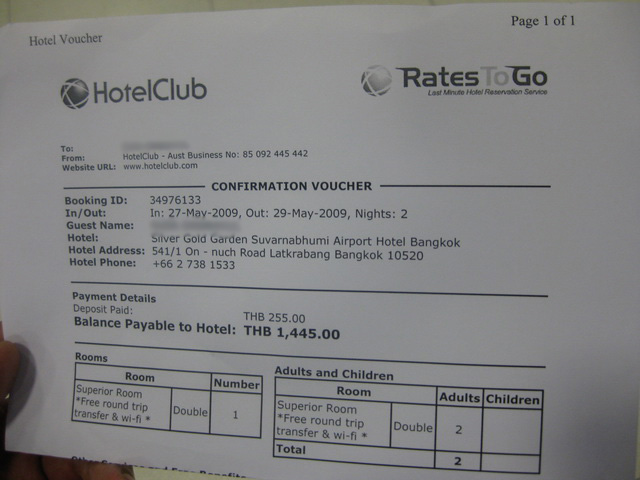 Page 1 of 1
Hotel Voucher
HotelClub
RatesToGo
Last Minute Hotel Reservation Service
To:
From: HotelClub - Aust Business No: 85 092 445 442
Website URL: www.hotelclub.com
CONFIRMATION VOUCHER
Booking ID: 34976133
In/Out: In: 27-May-2009, Out: 29-May-2009, Nights: 2
Guest Name:
Hotel: Silver Gold Garden Suvarnabhumi Airport Hotel Bangkok
Hotel Address: 541/1 On - nuch Road Latkrabang Bangkok 10520
Hotel Phone: +66 2 738 1533
Payment Details
Deposit Paid: THB 255.00
Balance Payable to Hotel: THB 1,445.00
Rooms
Room Number
Superior Room
*Free round trip
transfer & wi-fi * Double 1
Adults and Children
Room Adults Children
Superior Room
*Free round trip
transfer & wi-fi * Double 2
Total 2